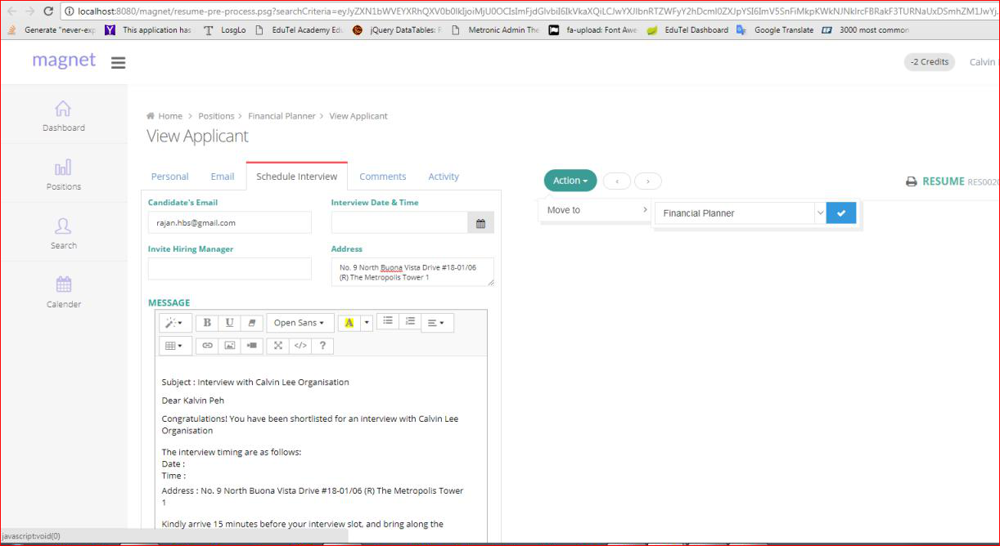 localhost:8080/magnet/resume-pre-process.psg?searchCriteria=
Generate "never-exp This application has LosgLo EduTel Academy Edu jQuery DataTables: F Metronic Admin The fa-upload: Font Awe EduTel Dashboard Google Translate EF 3000 most common
magnet
-2 Credits Calvin
Dashboard
Positions
Search
Calender
Home > Positions > Financial Planner > View Applicant
View Applicant
Personal Email Schedule Interview Comments Activity
Action ‹ ›
RESUME RES0020
Move to › Financial Planner
Candidate's Email Interview Date & Time
rajan.hbs@gmail.com
Invite Hiring Manager Address
No. 9 North Buona Vista Drive #18-01/06
(R) The Metropolis Tower 1
MESSAGE
B U Open Sans A
</> ?
Subject : Interview with Calvin Lee Organisation
Dear Kalvin Peh
Congratulations! You have been shortlisted for an interview with Calvin Lee
Organisation
The interview timing are as follows:
Date :
Time :
Address : No. 9 North Buona Vista Drive #18-01/06 (R) The Metropolis Tower
1
Kindly arrive 15 minutes before your interview slot, and bring along the
javascript:void(0)